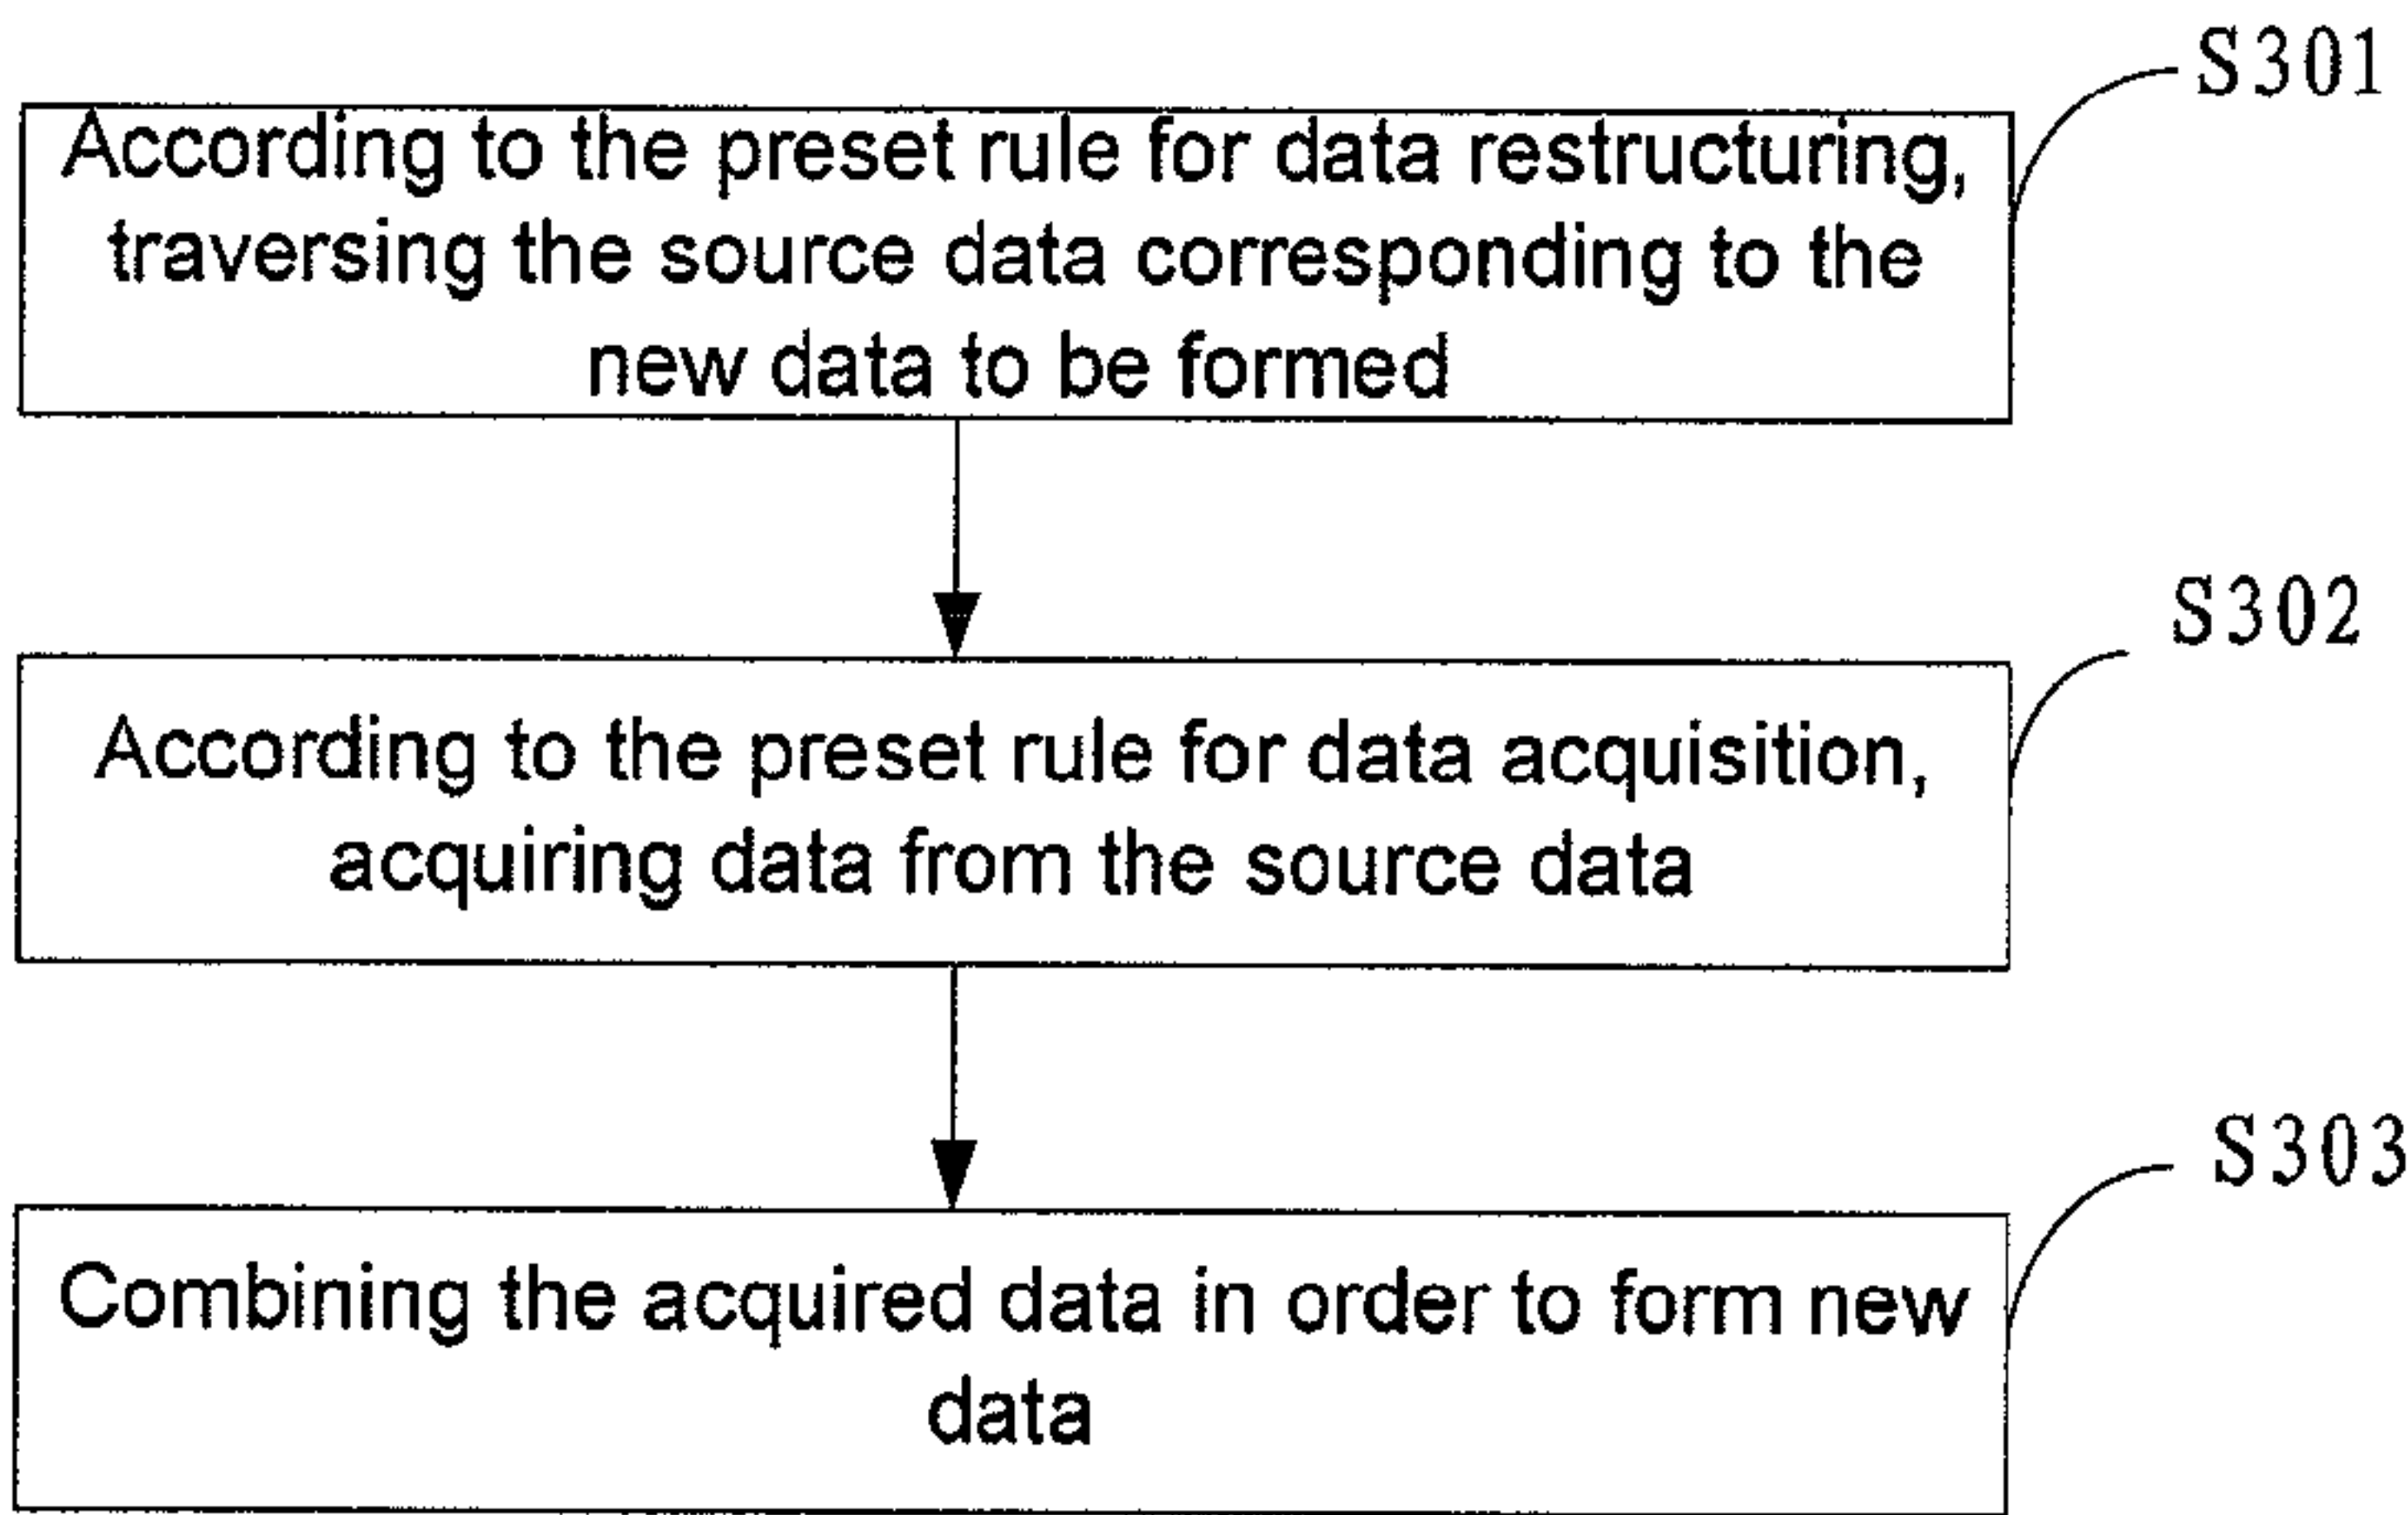 S301
According to the preset rule for data restructuring,
traversing the source data corresponding to the
new data to be formed
S302
According to the preset rule for data acquisition,
acquiring data from the source data
S303
Combining the acquired data in order to form new
data